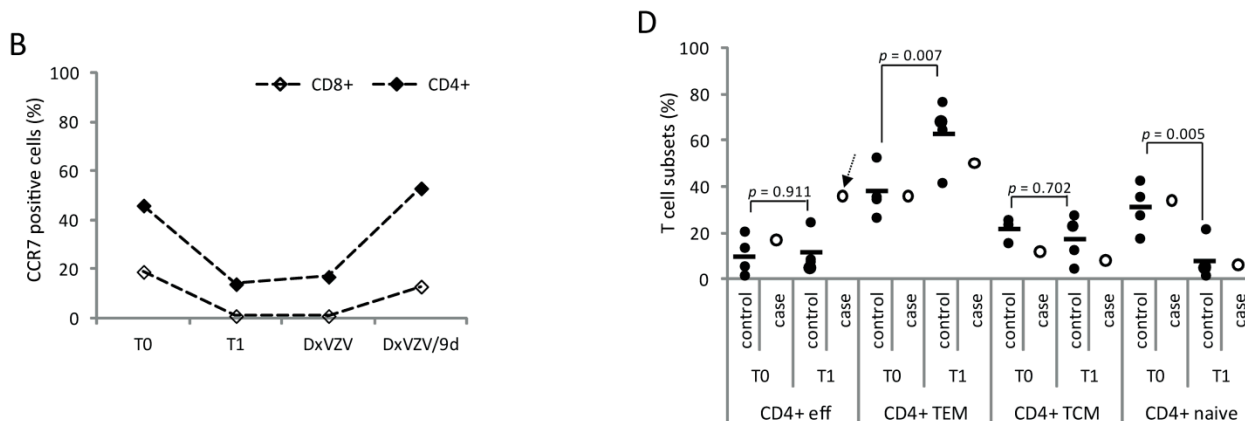 B
CCR7 positive cells (%)
100
80
60
40
20
0
CD8+ CD4+
T0 T1 DxVZV DxVZV/9d
D
T cell subsets (%)
100
80
60
40
20
0
p = 0.911
p = 0.007
p = 0.702
p = 0.005
control case control case control case control case control case control case control case control case
T0 T1 T0 T1 T0 T1 T0 T1
CD4+ eff CD4+ TEM CD4+ TCM CD4+ naive